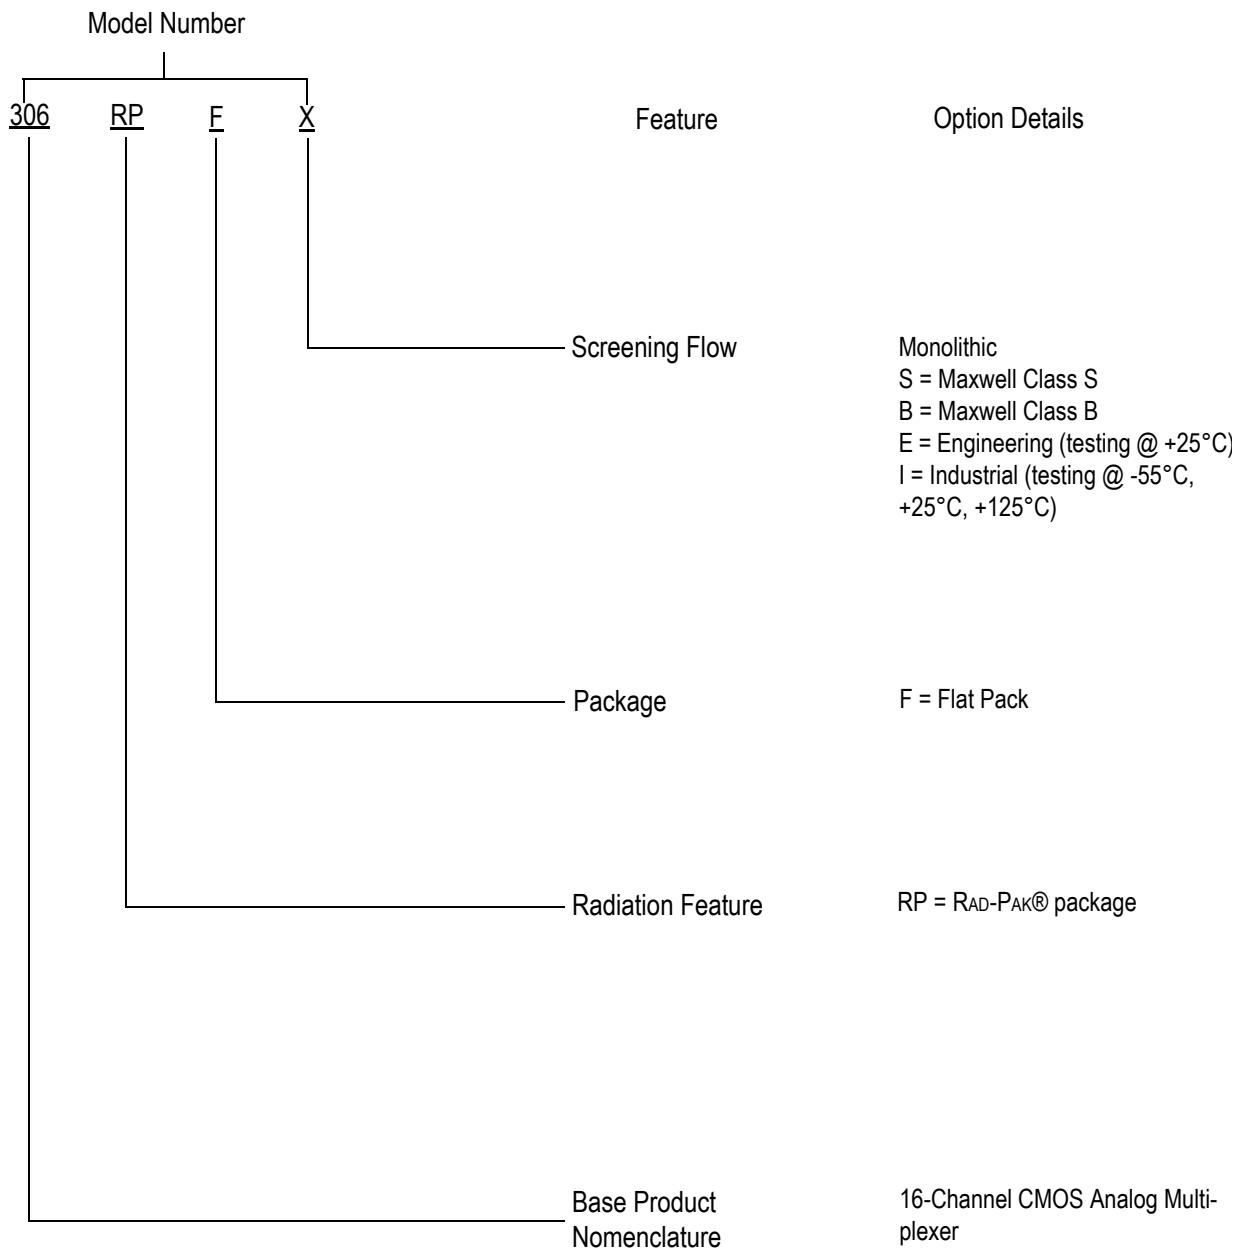 Model Number
306 RP F X Feature Option Details
Screening Flow
Monolithic
S = Maxwell Class S
B = Maxwell Class B
E = Engineering (testing @ +25°C)
I = Industrial (testing @ -55°C,
+25°C, +125°C)
Package
F = Flat Pack
Radiation Feature
RP = RAD-PAK® package
Base Product
Nomenclature
16-Channel CMOS Analog Multi-
plexer